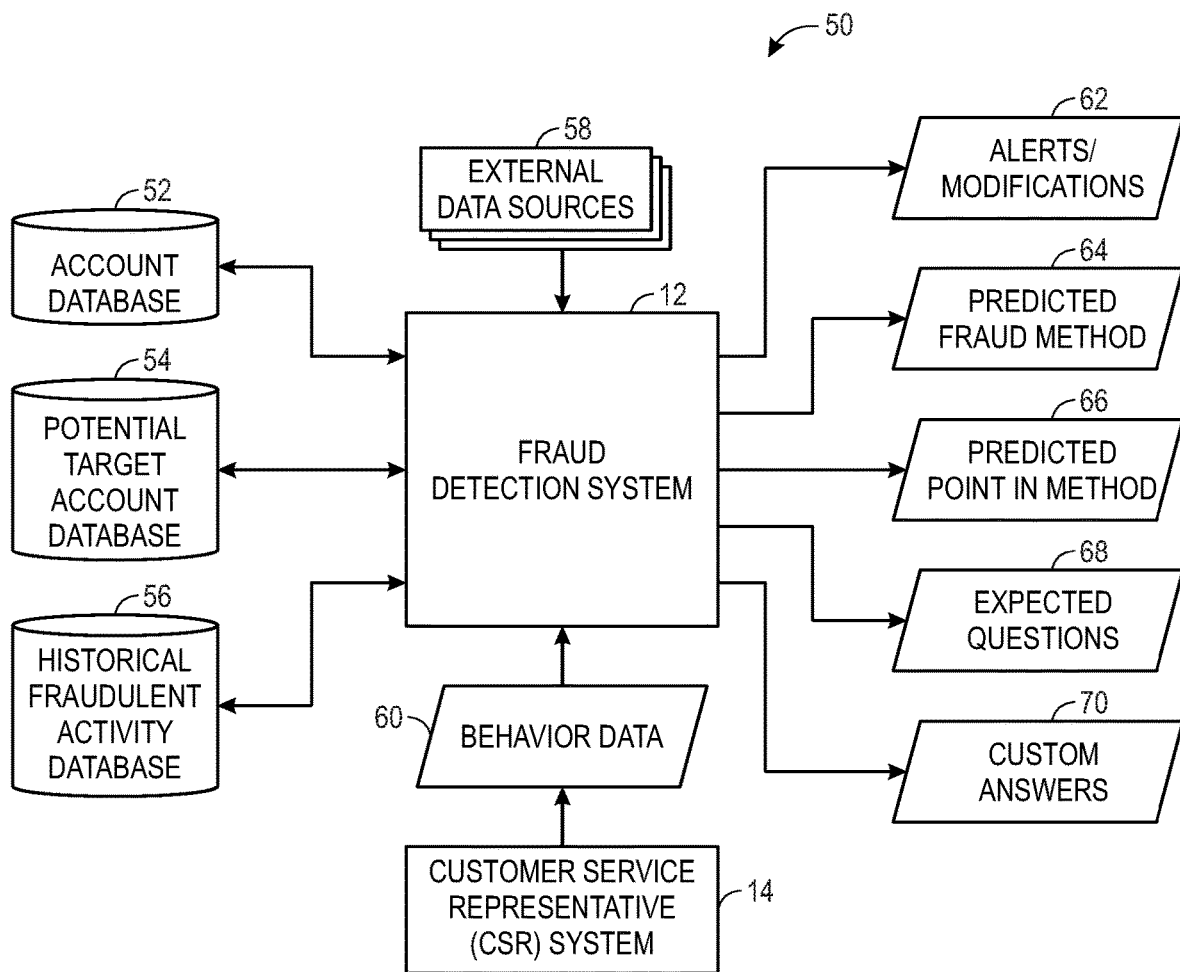 50
58
EXTERNAL
DATA SOURCES
52
ACCOUNT
DATABASE
54
POTENTIAL
TARGET
ACCOUNT
DATABASE
56
HISTORICAL
FRAUDULENT
ACTIVITY
DATABASE
12
FRAUD
DETECTION SYSTEM
60
BEHAVIOR DATA
CUSTOMER SERVICE
REPRESENTATIVE
(CSR) SYSTEM
14
62
ALERTS/
MODIFICATIONS
64
PREDICTED
FRAUD METHOD
66
PREDICTED
POINT IN METHOD
68
EXPECTED
QUESTIONS
70
CUSTOM
ANSWERS